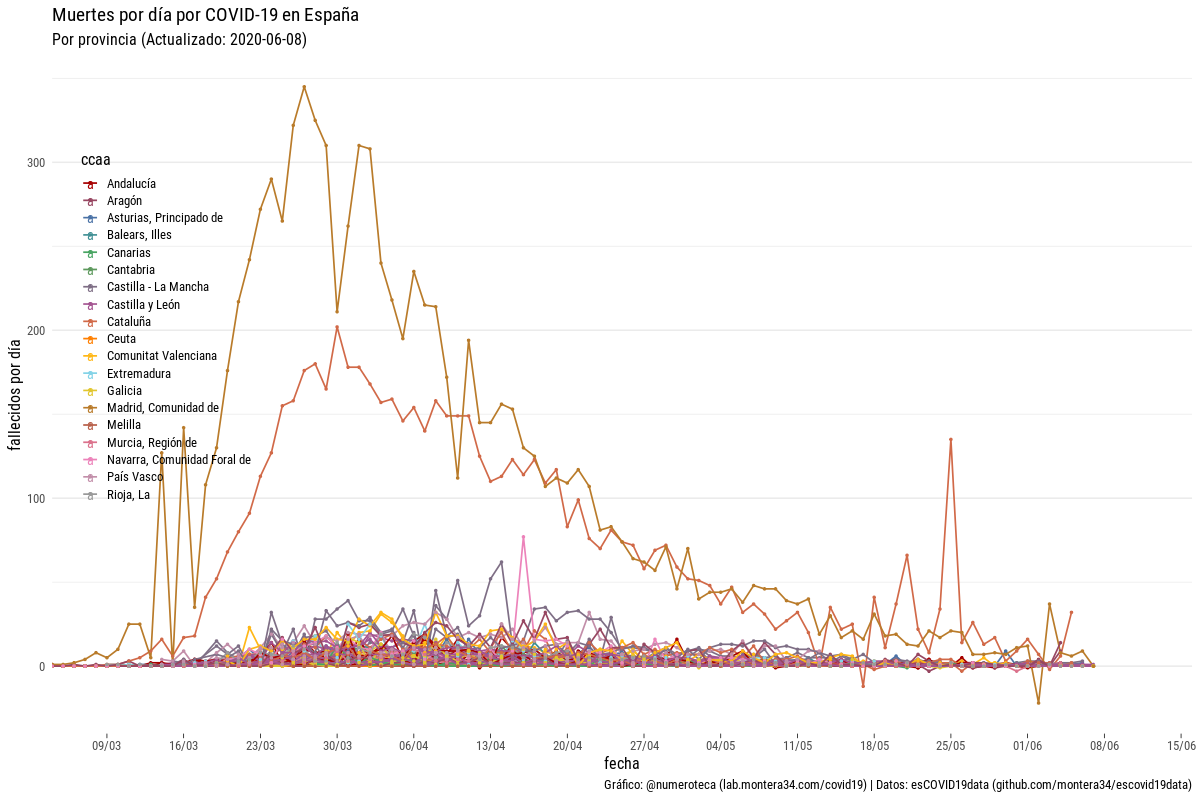 Muertes por día por COVID-19 en España
Por provincia (Actualizado: 2020-06-08)
fallecidos por día
300
200
100
0
ccaa
Andalucía
Aragón
Asturias, Principado de
Balears, Illes
Canarias
Cantabria
Castilla - La Mancha
Castilla y León
Cataluña
Ceuta
Comunitat Valenciana
Extremadura
Galicia
Madrid, Comunidad de
Melilla
Murcia, Región de
Navarra, Comunidad Foral de
País Vasco
Rioja, La
09/03
16/03
23/03
30/03
06/04
13/04
20/04
27/04
04/05
11/05
18/05
25/05
01/06
08/06
15/06
fecha
Gráfico: @numeroteca (lab.montera34.com/covid19) | Datos: esCOVID19data (github.com/montera34/escovid19data)